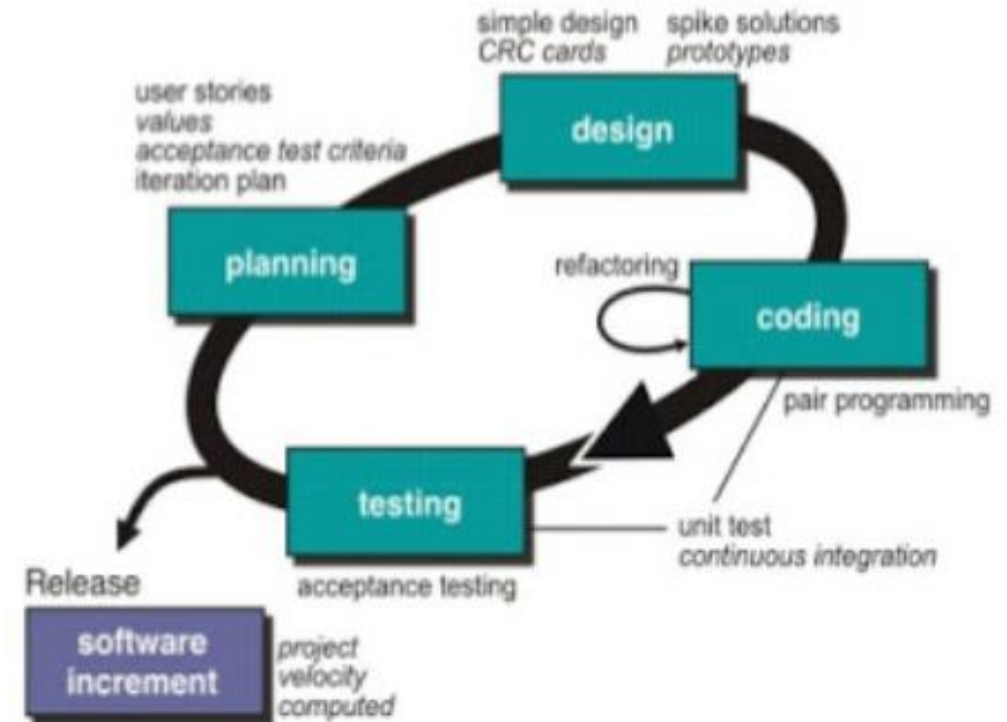 simple design
CRC cards
spike solutions
prototypes
design
user stories
values
acceptance test criteria
iteration plan
planning
refactoring
coding
pair programming
testing
unit test
continuous integration
acceptance testing
Release
software
increment
project
velocity
computed